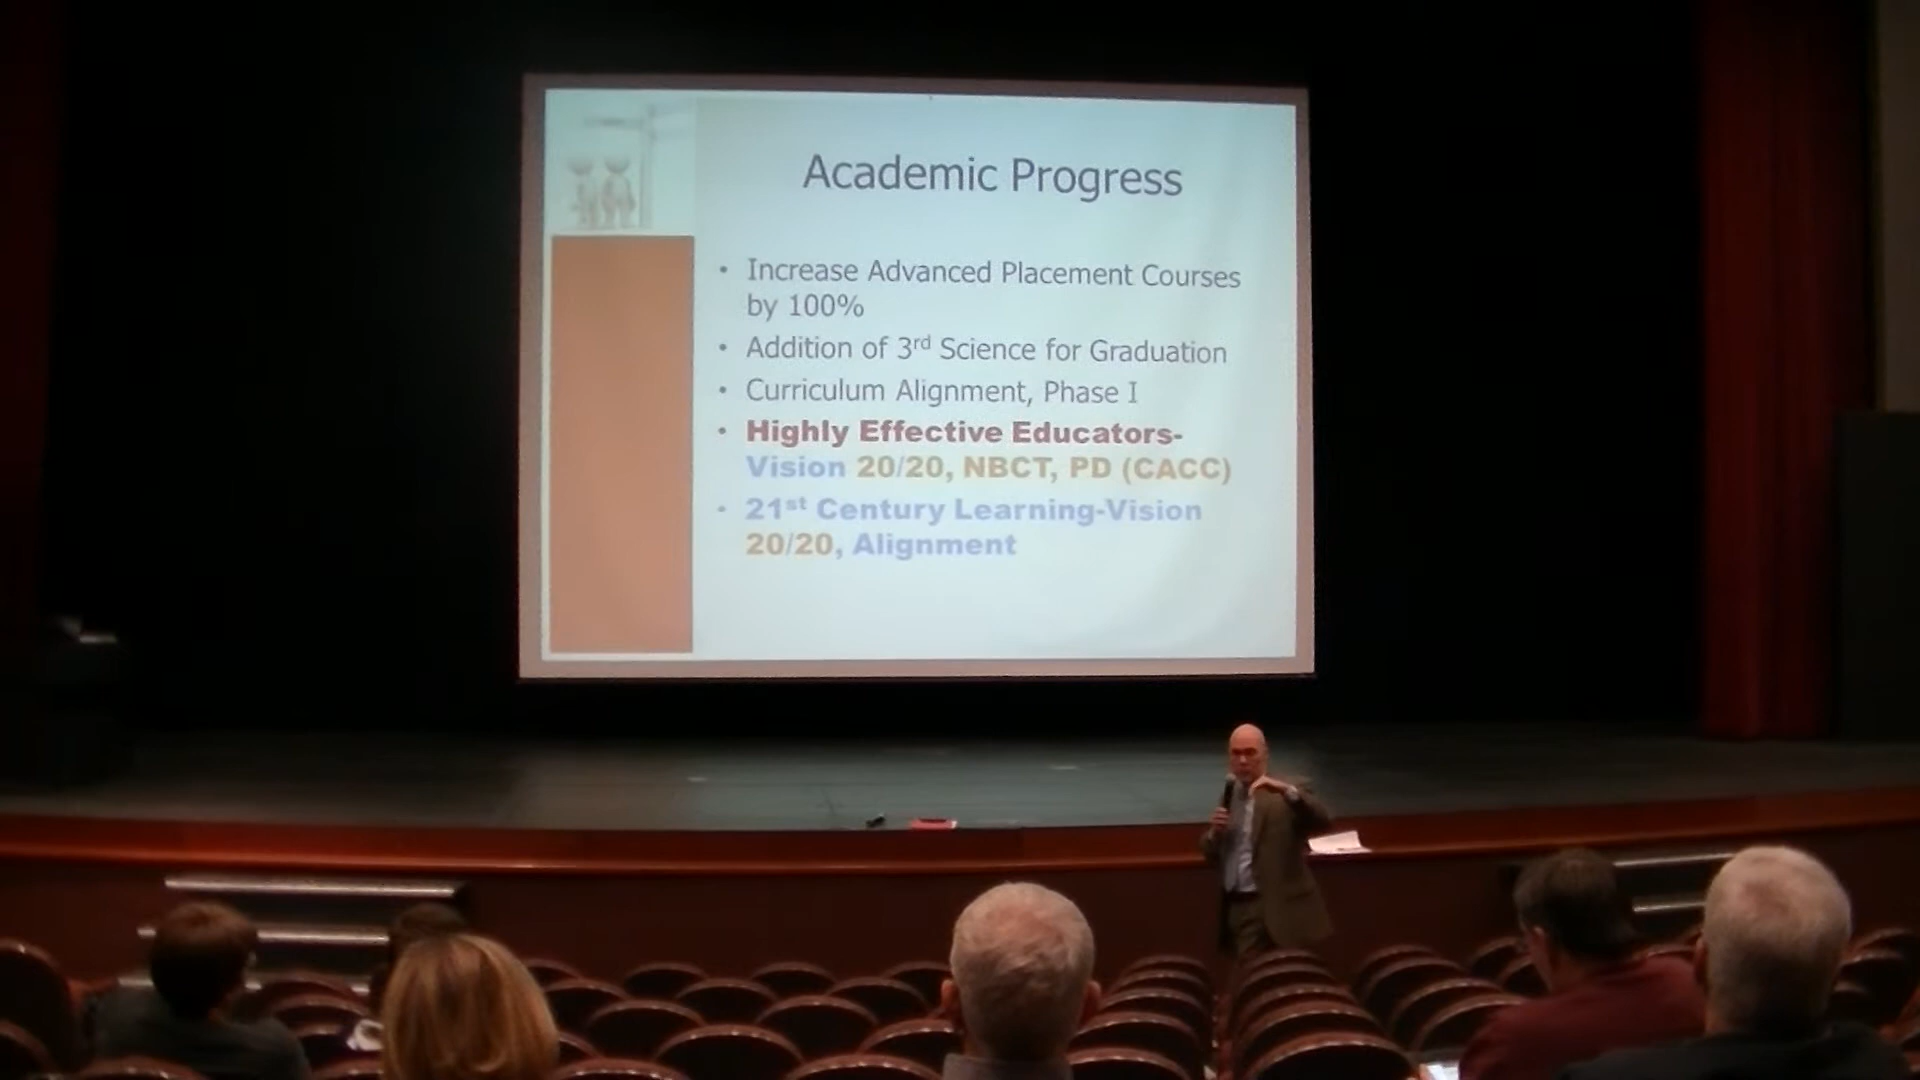 Academic Progress
• Increase Advanced Placement Courses
by 100%
• Addition of 3rd Science for Graduation
• Curriculum Alignment, Phase I
• Highly Effective Educators-
Vision 20/20, NBCT, PD (CACC)
• 21st Century Learning-Vision
20/20, Alignment